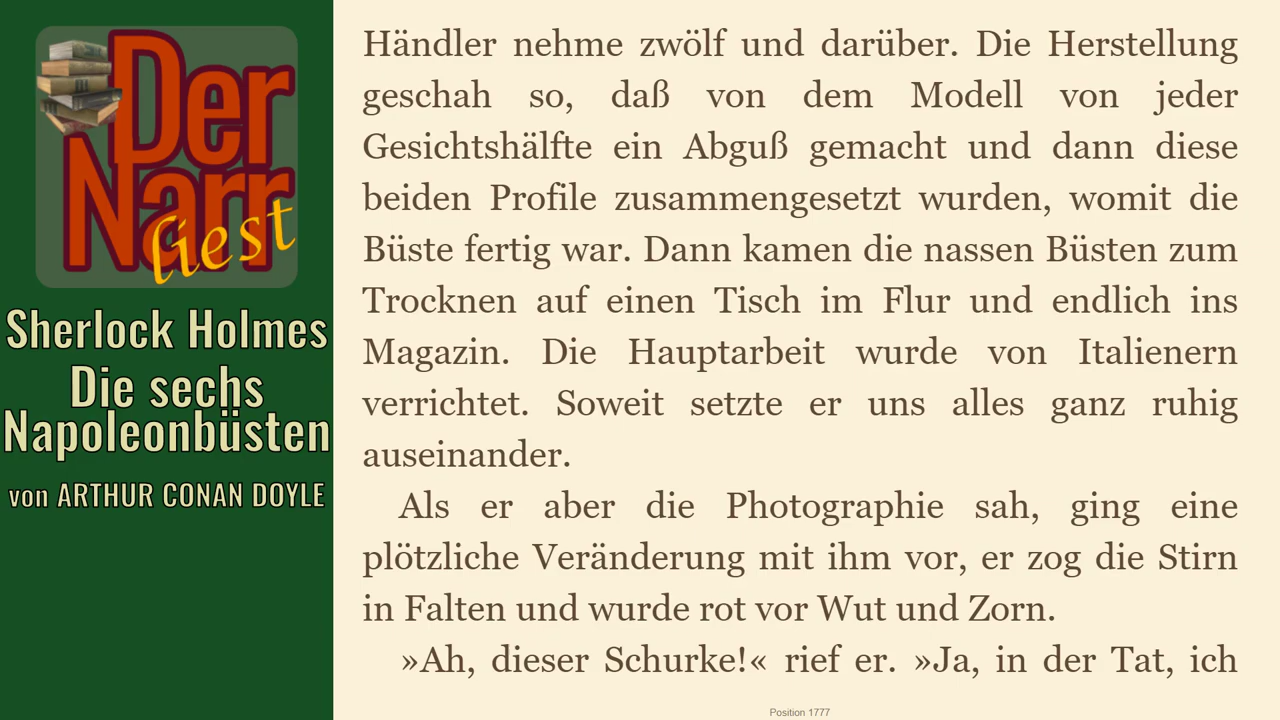 Der
Narr
liest
Sherlock Holmes
Die sechs
Napoleonbüsten
von ARTHUR CONAN DOYLE
Händler nehme zwölf und darüber. Die Herstellung
geschah so, daß von dem Modell von jeder
Gesichtshälfte ein Abguß gemacht und dann diese
beiden Profile zusammengesetzt wurden, womit die
Büste fertig war. Dann kamen die nassen Büsten zum
Trocknen auf einen Tisch im Flur und endlich ins
Magazin. Die Hauptarbeit wurde von Italienern
verrichtet. Soweit setzte er uns alles ganz ruhig
auseinander.
Als er aber die Photographie sah, ging eine
plötzliche Veränderung mit ihm vor, er zog die Stirn
in Falten und wurde rot vor Wut und Zorn.
»Ah, dieser Schurke!« rief er. »Ja, in der Tat, ich
Position 1777